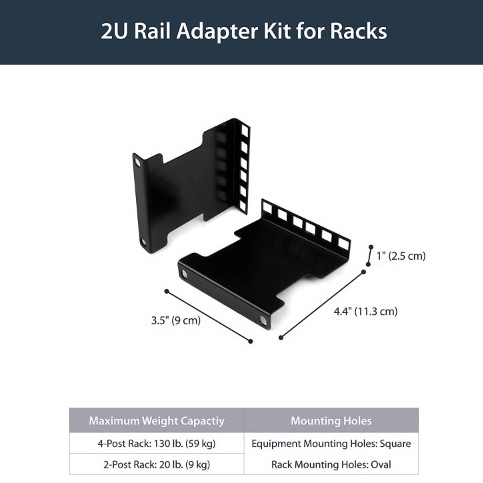 2U Rail Adapter Kit for Racks
1" (2.5 cm)
4.4" (11.3 cm)
3.5" (9 cm)
Maximum Weight Capactiy Mounting Holes
4-Post Rack: 130 lb. (59 kg) Equipment Mounting Holes: Square
2-Post Rack: 20 lb. (9 kg) Rack Mounting Holes: Oval